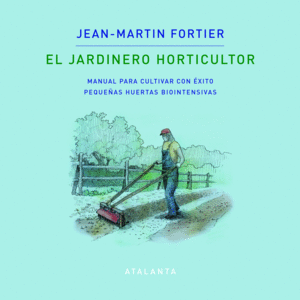 JEAN-MARTIN FORTIER
EL JARDINERO HORTICULTOR
MANUAL PARA CULTIVAR CON ÉXITO
PEQUEÑAS HUERTAS BIOINTENSIVAS
ATALANTA